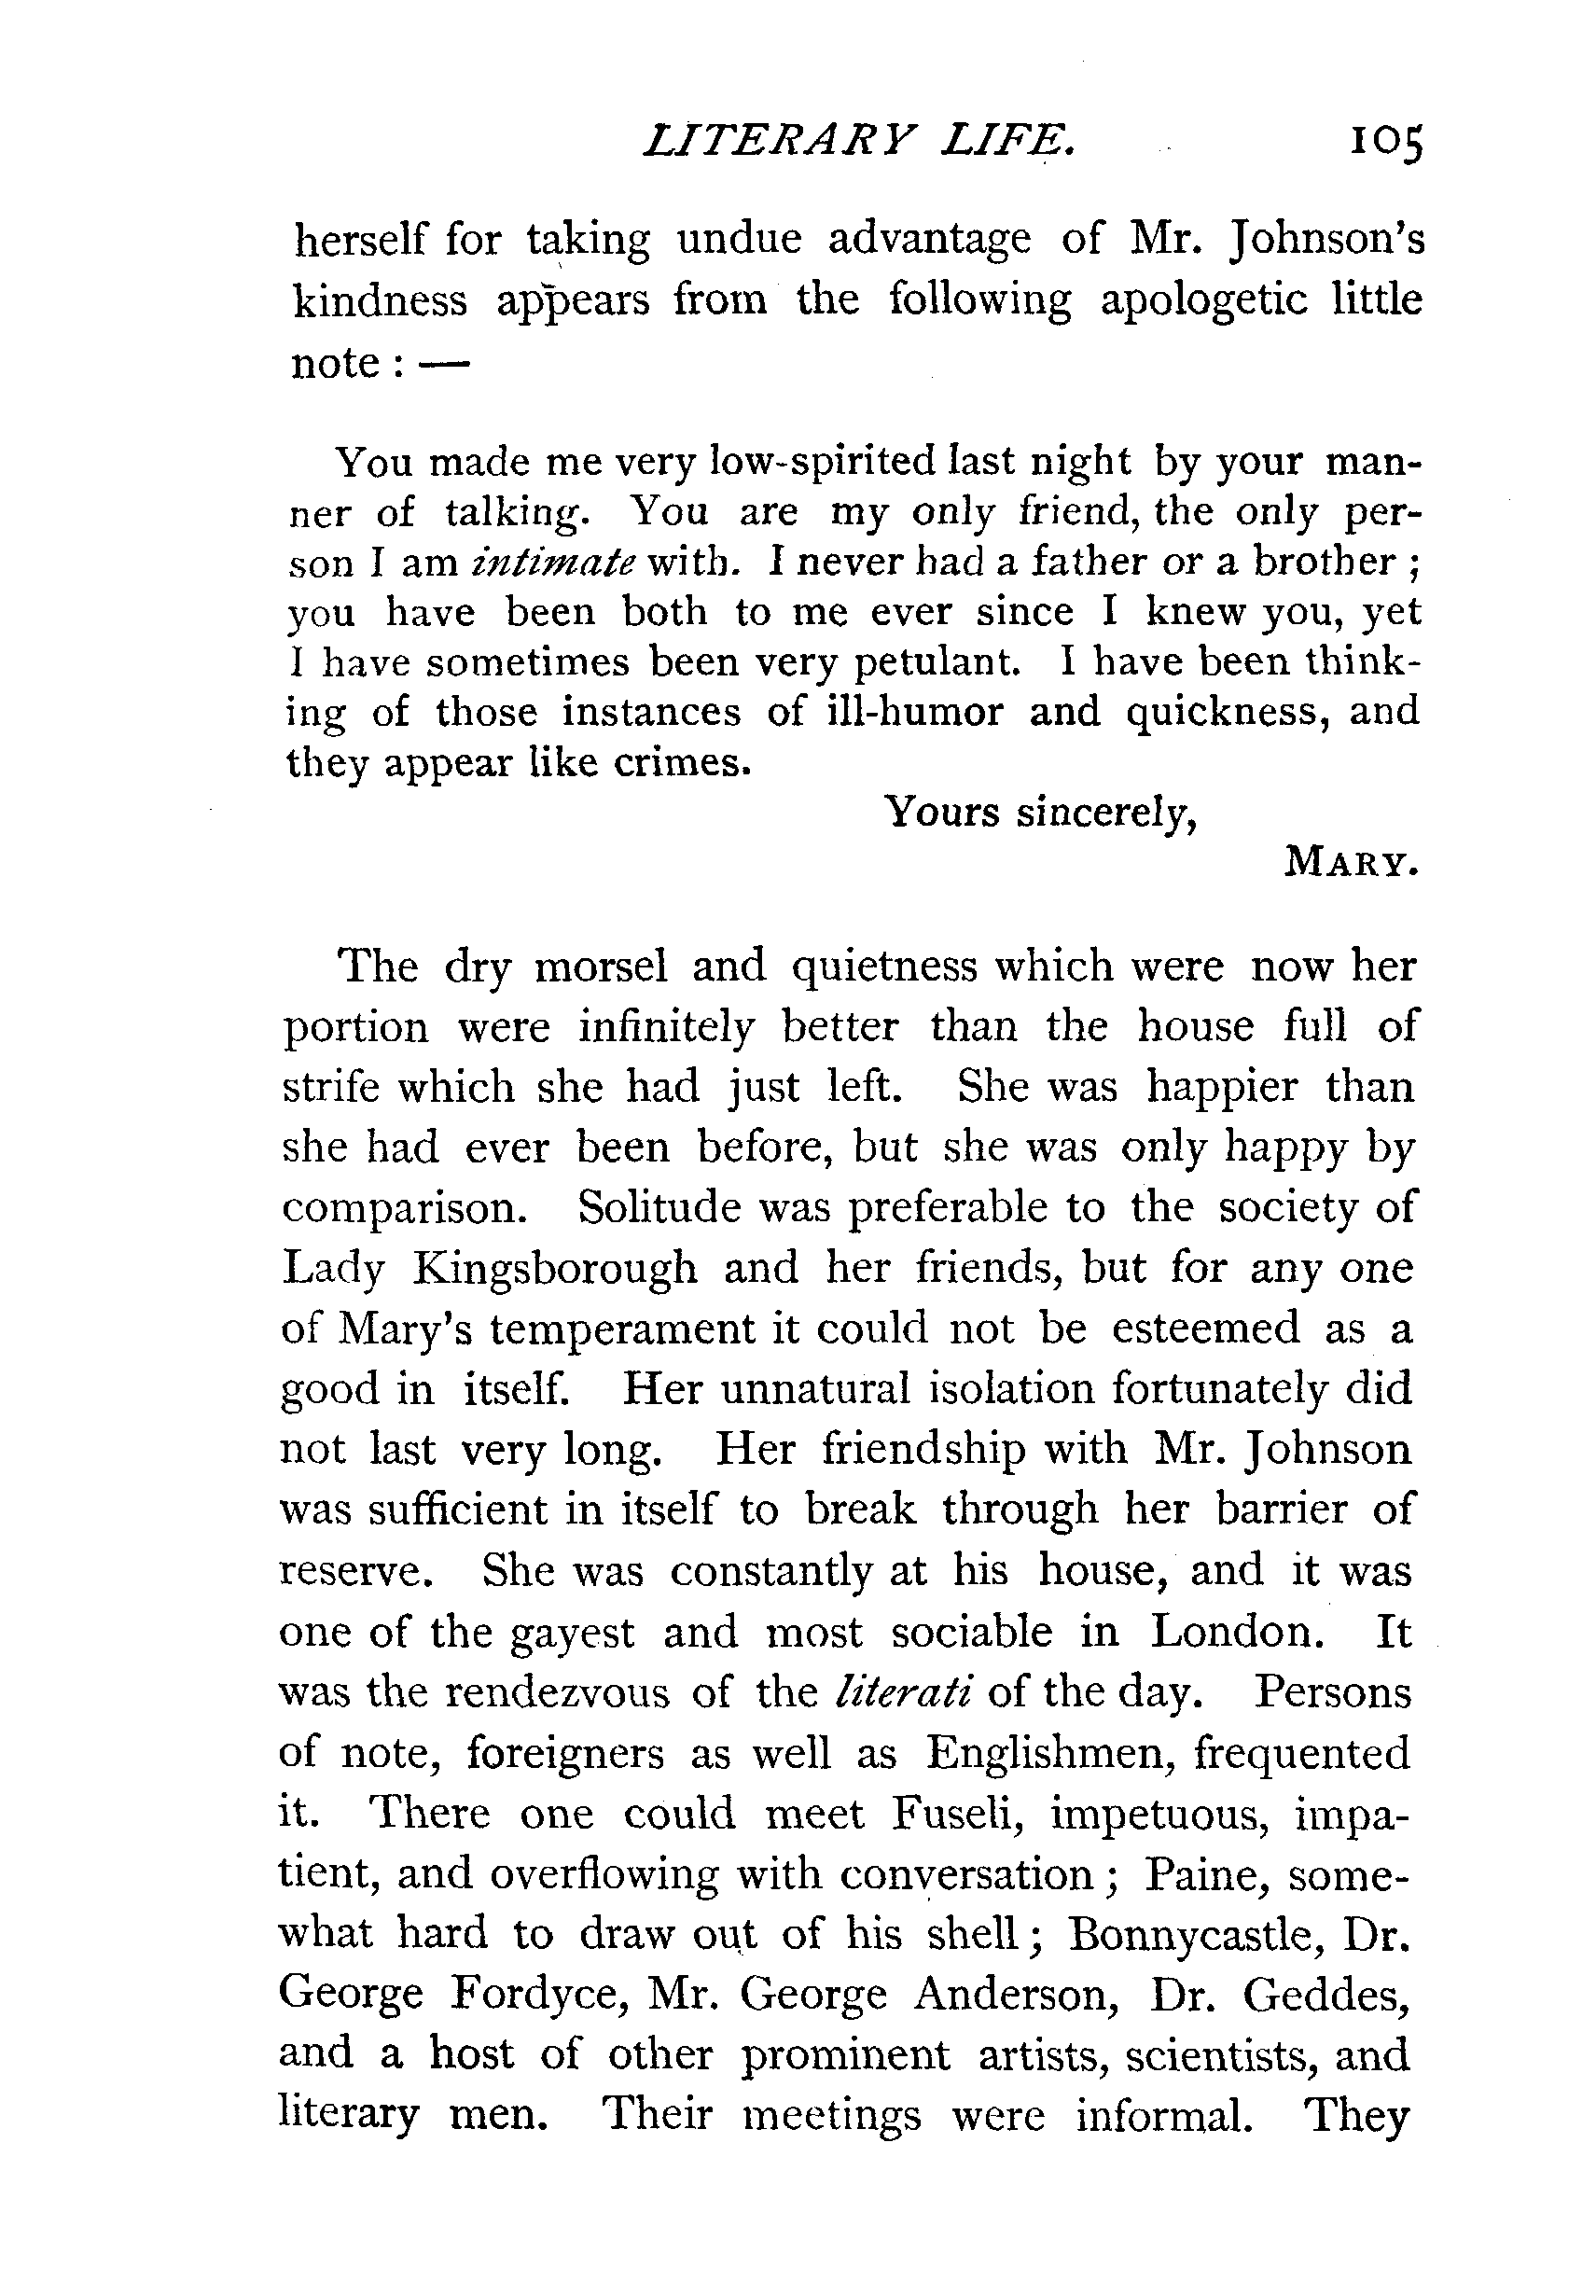 LITERARY LIFE. 105
herself for taking undue advantage of Mr. Johnson's
kindness appears from the following apologetic little
note : —
You made me very low-spirited last night by your man-
ner of talking. You are my only friend, the only per-
son I am intimate with. I never had a father or a brother ;
you have been both to me ever since I knew you, yet
I have sometimes been very petulant. I have been think-
ing of those instances of ill-humor and quickness, and
they appear like crimes.
Yours sincerely,
MARY.
The dry morsel and quietness which were now her
portion were infinitely better than the house full of
strife which she had just left. She was happier than
she had ever been before, but she was only happy by
comparison. Solitude was preferable to the society of
Lady Kingsborough and her friends, but for any one
of Mary's temperament it could not be esteemed as a
good in itself. Her unnatural isolation fortunately did
not last very long. Her friendship with Mr. Johnson
was sufficient in itself to break through her barrier of
reserve. She was constantly at his house, and it was
one of the gayest and most sociable in London. It
was the rendezvous of the literati of the day. Persons
of note, foreigners as well as Englishmen, frequented
it. There one could meet Fuseli, impetuous, impa-
tient, and overflowing with conversation ; Paine, some-
what hard to draw out of his shell ; Bonnycastle, Dr.
George Fordyce, Mr. George Anderson, Dr. Geddes,
and a host of other prominent artists, scientists, and
literary men. Their meetings were informal. They